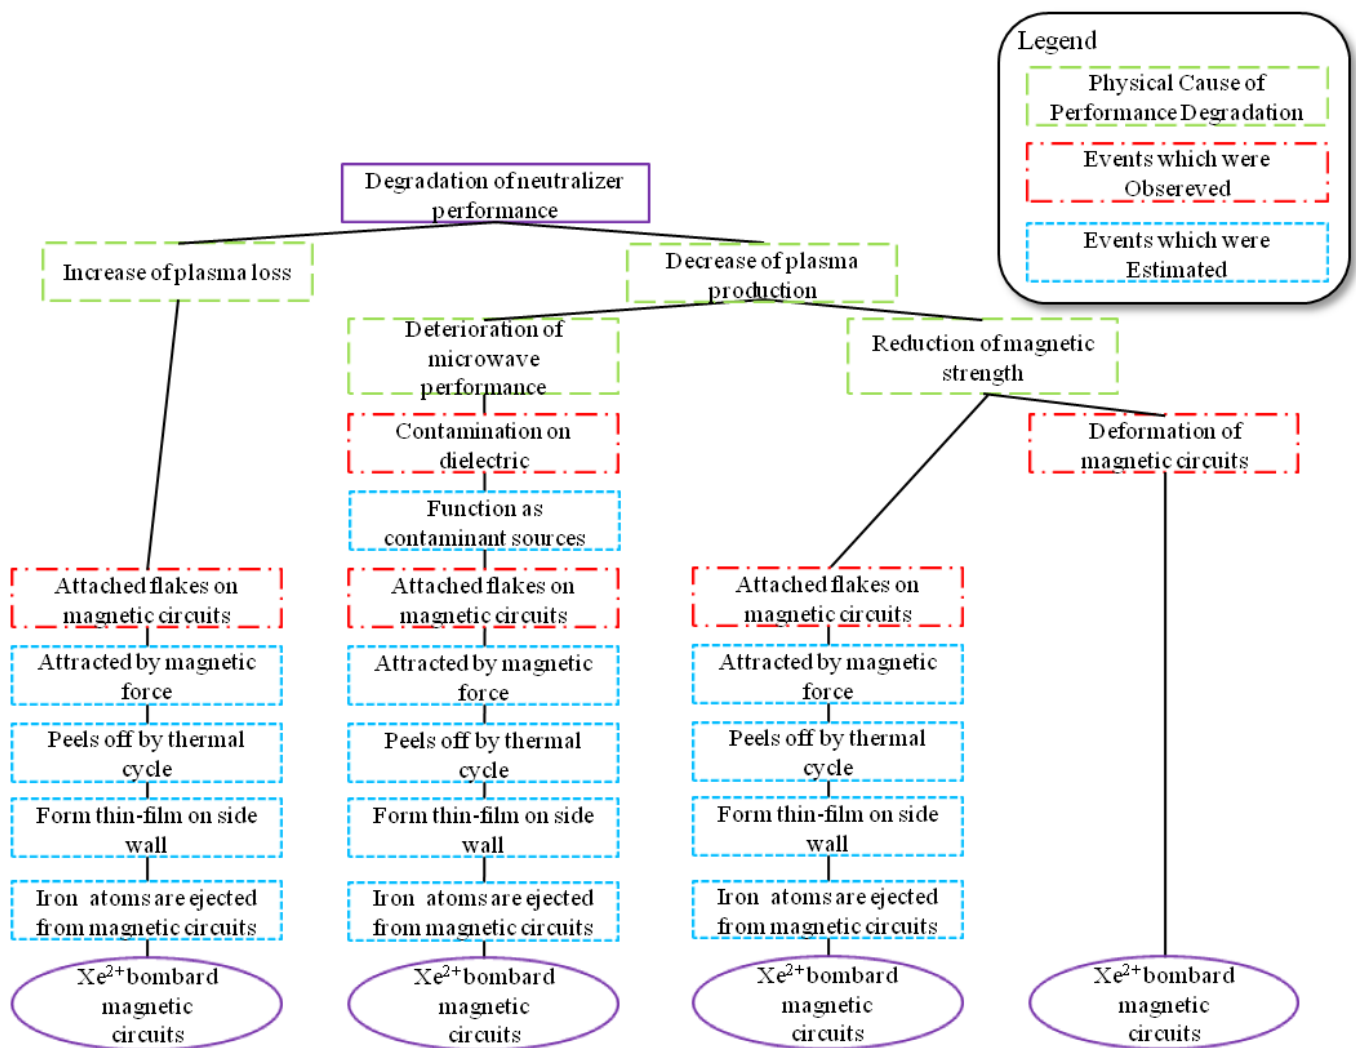 Legend
Physical Cause of
Performance Degradation
Events which were
Obsereved
Events which were
Estimated
Degradation of neutralizer
performance
Increase of plasma loss
Decrease of plasma
production
Deterioration of
microwave
performance
Reduction of magnetic
strength
Contamination on
dielectric
Deformation of
magnetic circuits
Function as
contaminant sources
Attached flakes on
magnetic circuits
Attracted by magnetic
force
Peels off by thermal
cycle
Form thin-film on side
wall
Iron atoms are ejected
from magnetic circuits
Xe²⁺ bombard
magnetic
circuits
Attached flakes on
magnetic circuits
Attracted by magnetic
force
Peels off by thermal
cycle
Form thin-film on side
wall
Iron atoms are ejected
from magnetic circuits
Xe²⁺ bombard
magnetic
circuits
Attached flakes on
magnetic circuits
Attracted by magnetic
force
Peels off by thermal
cycle
Form thin-film on side
wall
Iron atoms are ejected
from magnetic circuits
Xe²⁺ bombard
magnetic
circuits
Xe²⁺ bombard
magnetic
circuits